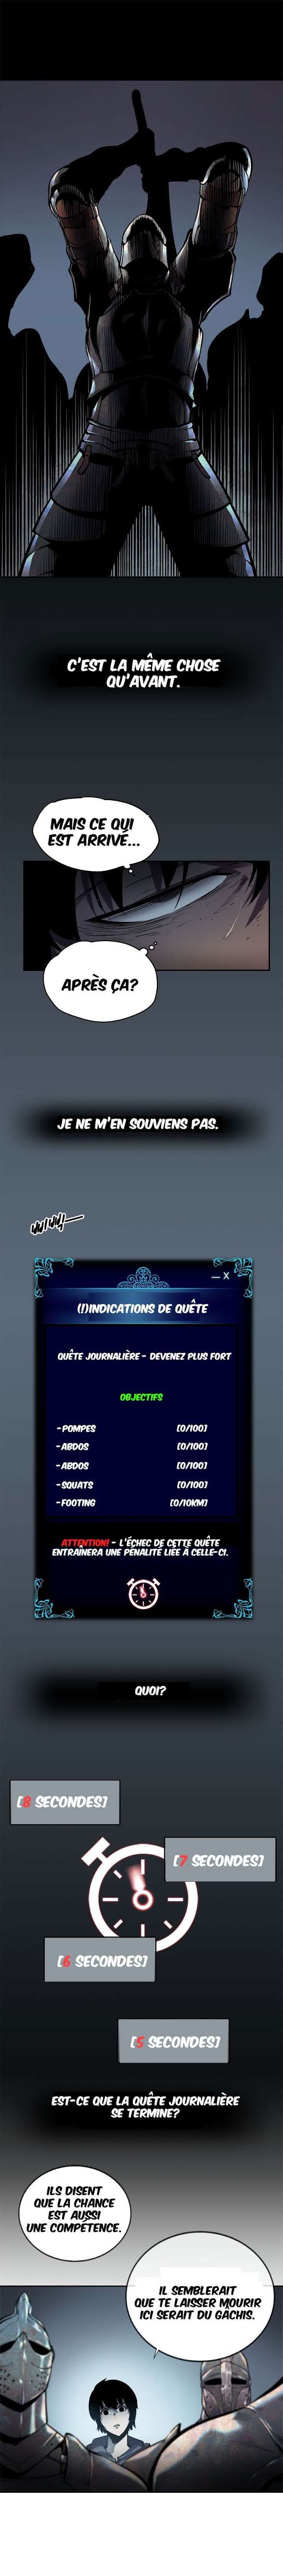 C'EST LA MÊME CHOSE
QU'AVANT.
MAIS CE QUI
EST ARRIVÉ...
APRÈS ÇA?
JE NE M'EN SOUVIENS PAS.
— X
(!)INDICATIONS DE QUÊTE
QUÊTE JOURNALIÈRE - DEVENEZ PLUS FORT
OBJECTIFS
-POMPES [0/100]
-ABDOS [0/100]
-ABDOS [0/100]
-SQUATS [0/100]
-FOOTING [0/10KM]
ATTENTION! - L'ÉCHEC DE CETTE QUÊTE
ENTRAÎNERA UNE PÉNALITÉ LIÉE À CELLE-CI.
QUOI?
[8 SECONDES]
[7 SECONDES]
[6 SECONDES]
[5 SECONDES]
EST-CE QUE LA QUÊTE JOURNALIÈRE
SE TERMINE?
ILS DISENT
QUE LA CHANCE
EST AUSSI
UNE COMPÉTENCE.
IL SEMBLERAIT
QUE TE LAISSER MOURIR
ICI SERAIT DU GÂCHIS.